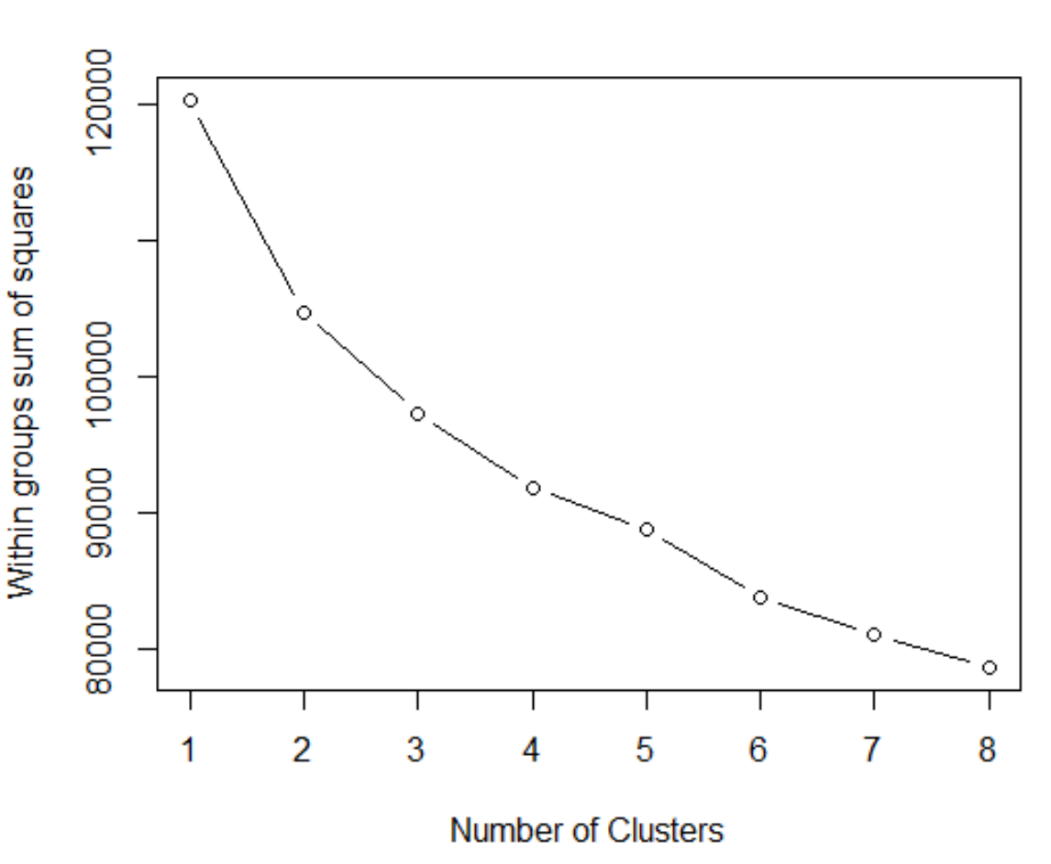 Within groups sum of squares
120000
100000
90000
80000
1 2 3 4 5 6 7 8
Number of Clusters